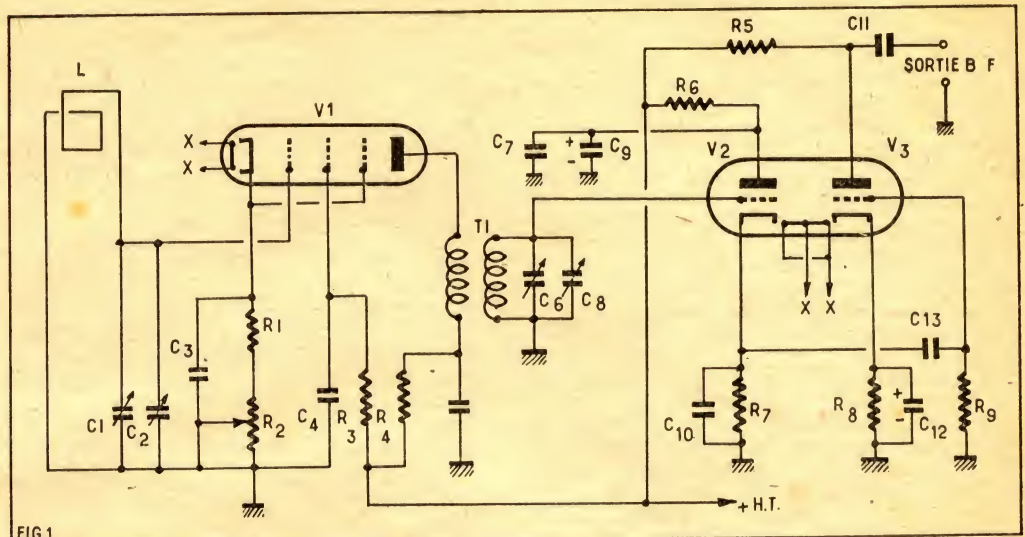 L
V1
X
X
T1
C3
R1
C1
C2
R2
C4
R3
R4
R5
C11
SORTIE B F
R6
C7
+
-
C9
V2
V3
C6
C8
X
X
C13
C10
R7
R8
+
-
C12
R9
+ H.T.
FIG.1